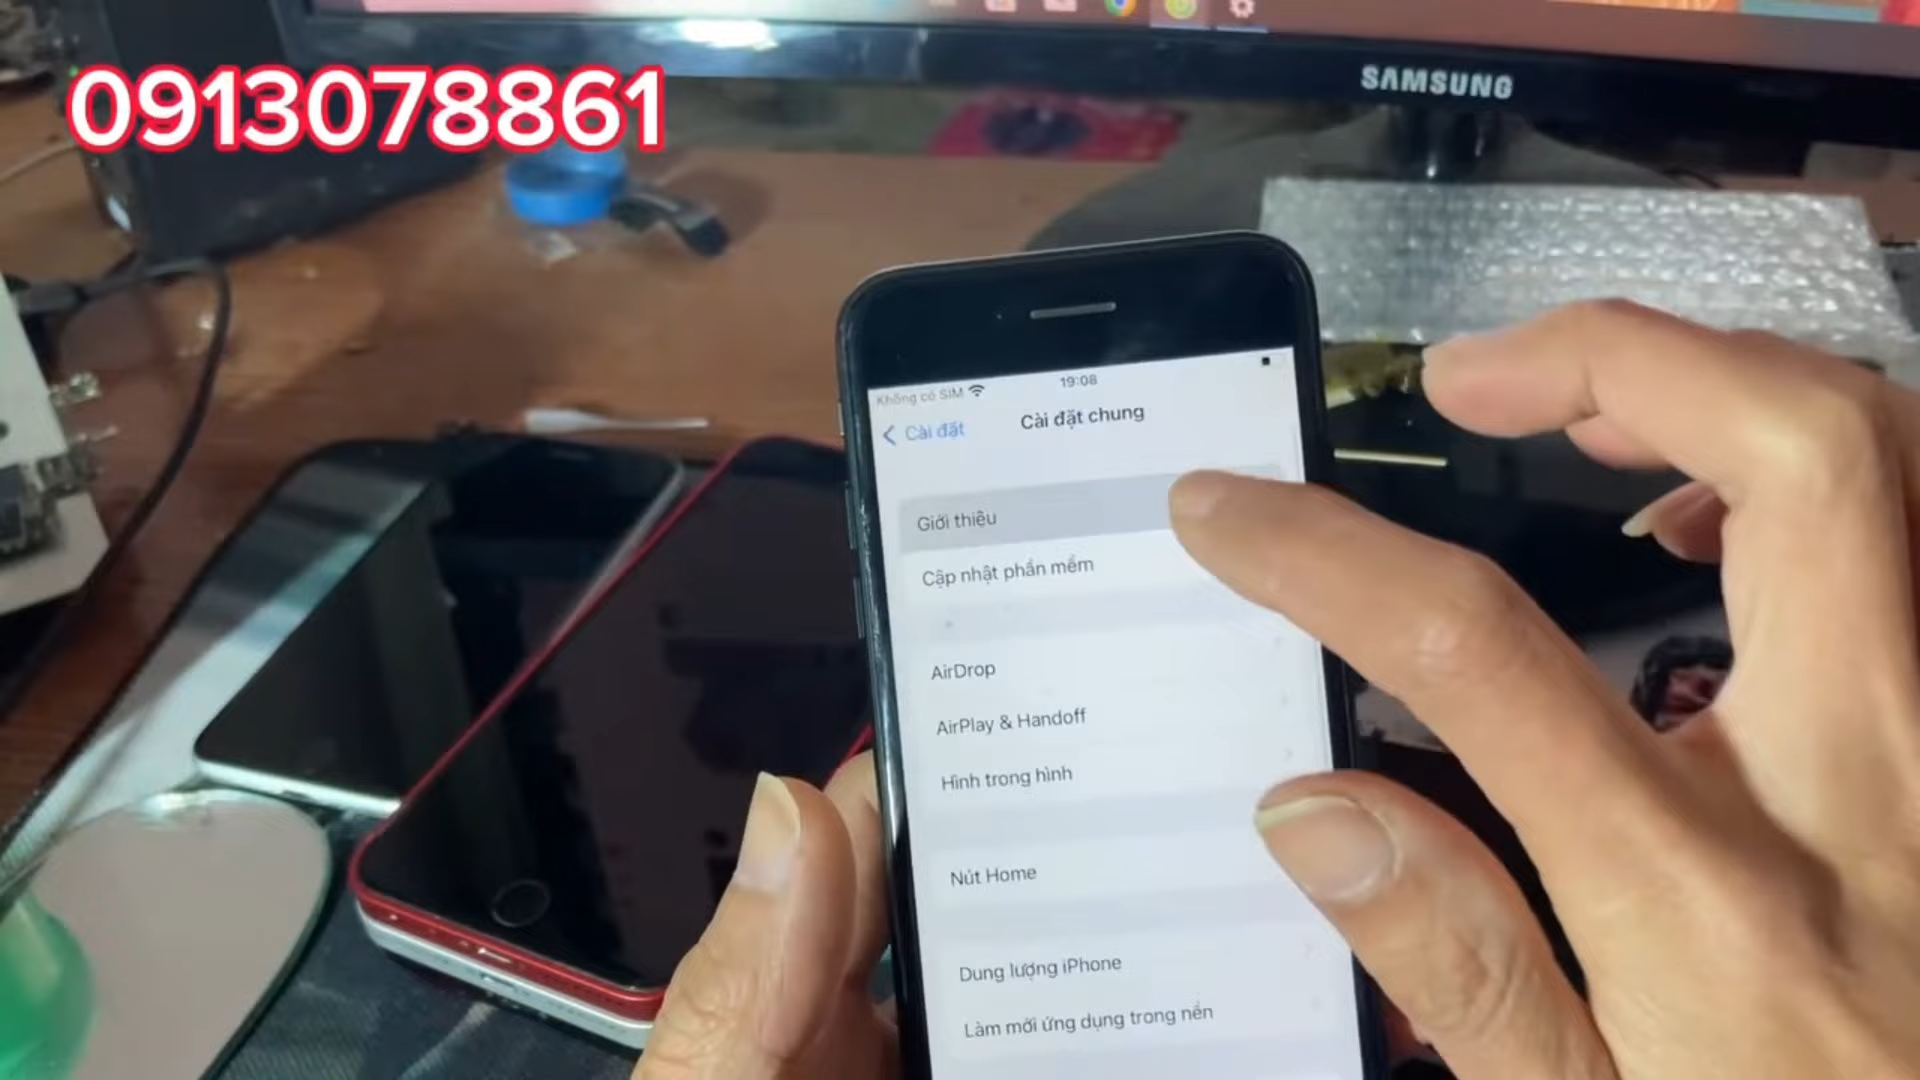 0913078861
SAMSUNG
Không có SIM
19:08
Cài đặt
Cài đặt chung
Giới thiệu
Cập nhật phần mềm
AirDrop
AirPlay & Handoff
Hình trong hình
Nút Home
Dung lượng iPhone
Làm mới ứng dụng trong nền